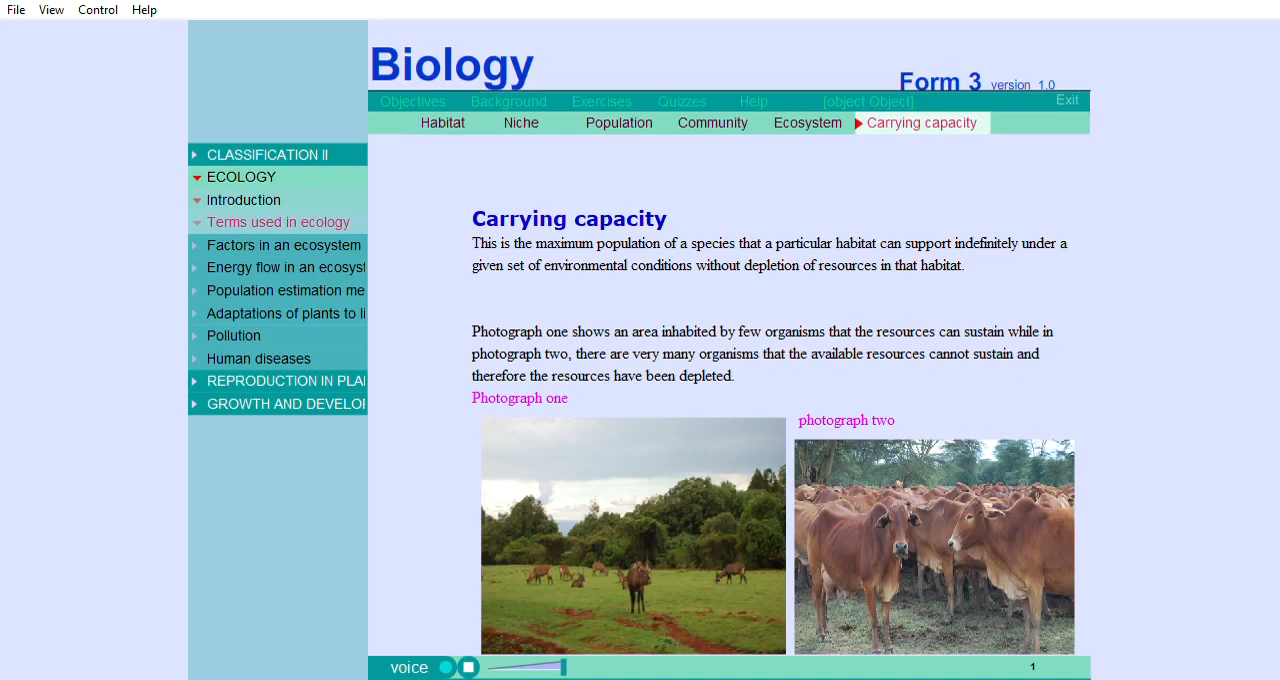 File View Control Help
Biology
Form 3 version 1.0
Objectives Background Exercises Quizzes Help [object Object] Exit
Habitat Niche Population Community Ecosystem Carrying capacity
CLASSIFICATION II
ECOLOGY
Introduction
Terms used in ecology
Factors in an ecosystem
Energy flow in an ecosyst
Population estimation me
Adaptations of plants to li
Pollution
Human diseases
REPRODUCTION IN PLA
GROWTH AND DEVELO
Carrying capacity
This is the maximum population of a species that a particular habitat can support indefinitely under a
given set of environmental conditions without depletion of resources in that habitat.
Photograph one shows an area inhabited by few organisms that the resources can sustain while in
photograph two, there are very many organisms that the available resources cannot sustain and
therefore the resources have been depleted.
Photograph one
photograph two
voice
1